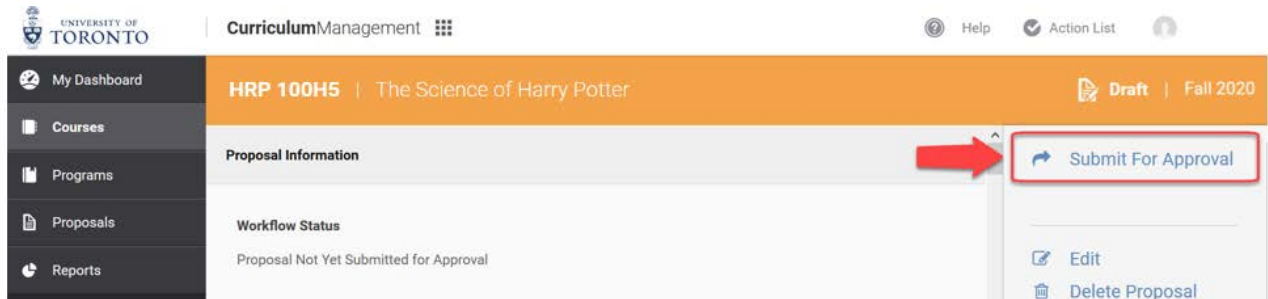 UNIVERSITY OF
TORONTO
CurriculumManagement
Help
Action List
My Dashboard
Courses
Programs
Proposals
Reports
HRP 100H5 | The Science of Harry Potter
Draft | Fall 2020
Proposal Information
Workflow Status
Proposal Not Yet Submitted for Approval
Submit For Approval
Edit
Delete Proposal